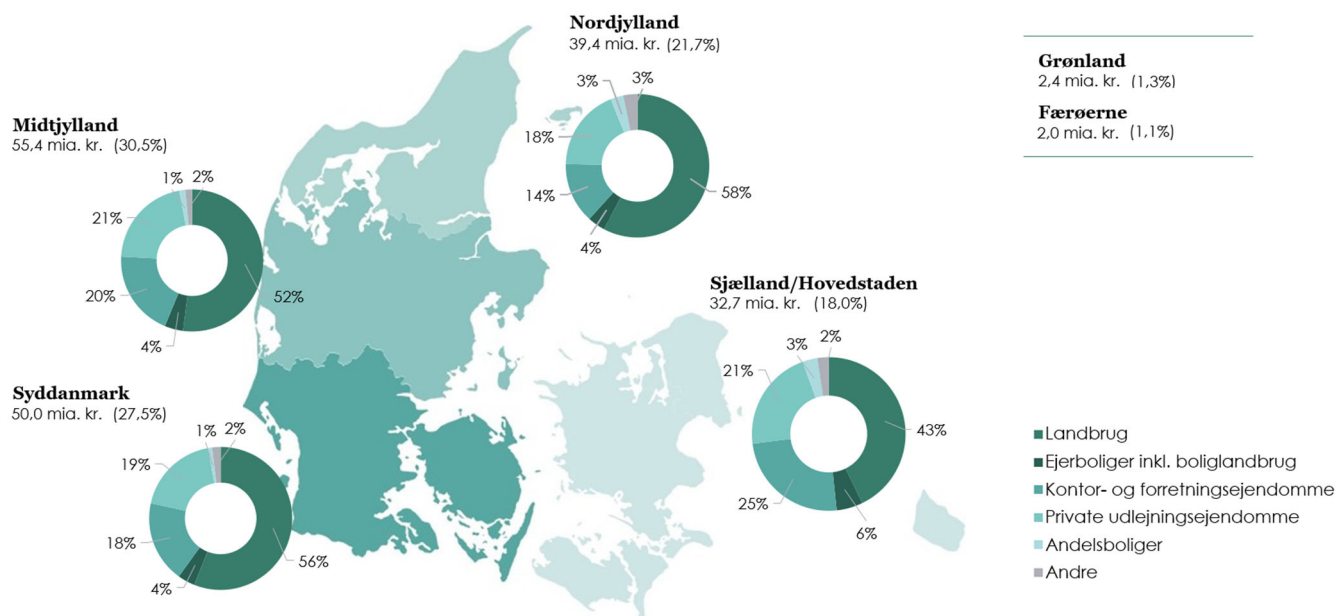 Nordjylland
39,4 mia. kr. (21,7%)
3%
3%
18%
14%
4%
58%
Grønland
2,4 mia. kr. (1,3%)
Færøerne
2,0 mia. kr. (1,1%)
Midtjylland
55,4 mia. kr. (30,5%)
1%
2%
21%
20%
4%
52%
Sjælland/Hovedstaden
32,7 mia. kr. (18,0%)
3%
2%
21%
43%
25%
6%
Syddanmark
50,0 mia. kr. (27,5%)
1%
2%
19%
18%
4%
56%
Landbrug
Ejerboliger inkl. boliglandbrug
Kontor- og forretningsejendomme
Private udlejningsejendomme
Andelsboliger
Andre